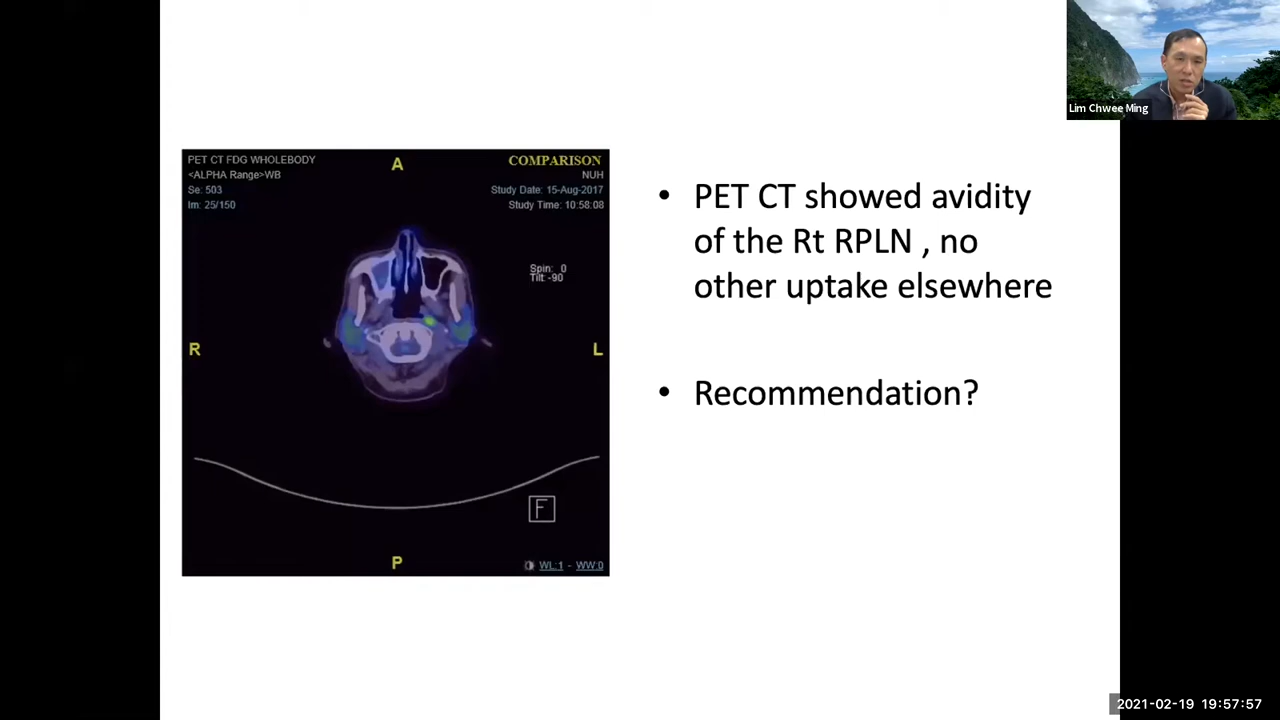 Lim Chwee Ming
PET CT FDG WHOLEBODY
<ALPHA Range>WB
Se: 503
Im: 25/150
A
COMPARISON
NUH
Study Date: 15-Aug-2017
Study Time: 10:58:08
Spin: 0
Tilt: -90
R
L
F
P
WL:1 - WW:0
• PET CT showed avidity
of the Rt RPLN , no
other uptake elsewhere
• Recommendation?
2021-02-19 19:57:57